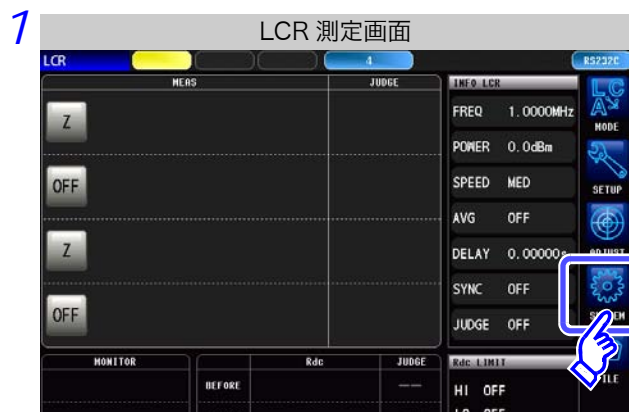 1
LCR 測定画面
LCR
4
RS232C
MEAS
JUDGE
Z
OFF
Z
OFF
INFO LCR
FREQ 1.0000MHz
POWER 0.0dBm
SPEED MED
AVG OFF
DELAY 0.00000s
SYNC OFF
JUDGE OFF
MODE
SETUP
ADJUST
MONITOR
Rdc
JUDGE
BEFORE
----
Rdc LIMIT
HI OFF